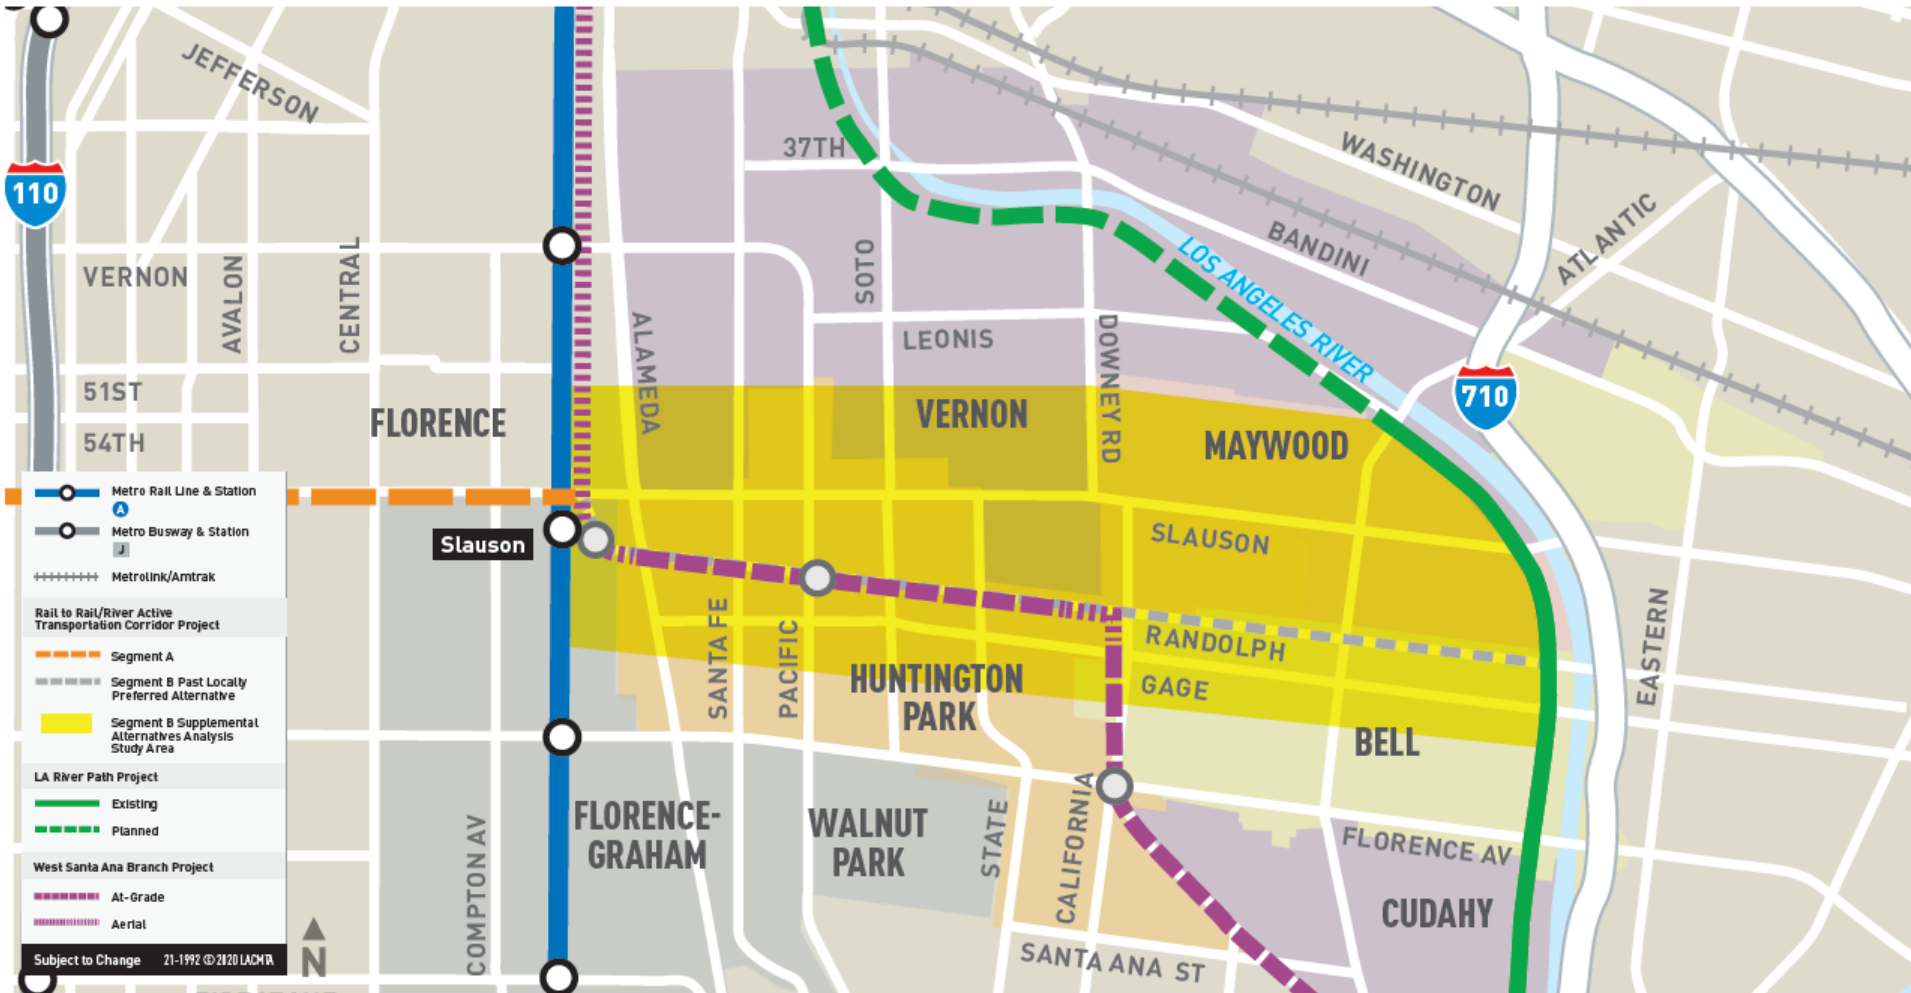 JEFFERSON
110
VERNON
AVALON
CENTRAL
51ST
54TH
FLORENCE
37TH
SOTO
LEONIS
ALAMEDA
DOWNEY RD
VERNON
MAYWOOD
WASHINGTON
BANDINI
ATLANTIC
LOS ANGELES RIVER
710
Slauson
SLAUSON
RANDOLPH
GAGE
EASTERN
SANTA FE
PACIFIC
HUNTINGTON
PARK
BELL
FLORENCE-
GRAHAM
WALNUT
PARK
STATE
CALIFORNIA
FLORENCE AV
CUDAHY
SANTA ANA ST
COMPTON AV
N
Metro Rail Line & Station
A
Metro Busway & Station
J
Metrolink/Amtrak
Rail to Rail/River Active
Transportation Corridor Project
Segment A
Segment B Past Locally
Preferred Alternative
Segment B Supplemental
Alternatives Analysis
Study Area
LA River Path Project
Existing
Planned
West Santa Ana Branch Project
At-Grade
Aerial
Subject to Change 21-1992 ©2020 LACMTA